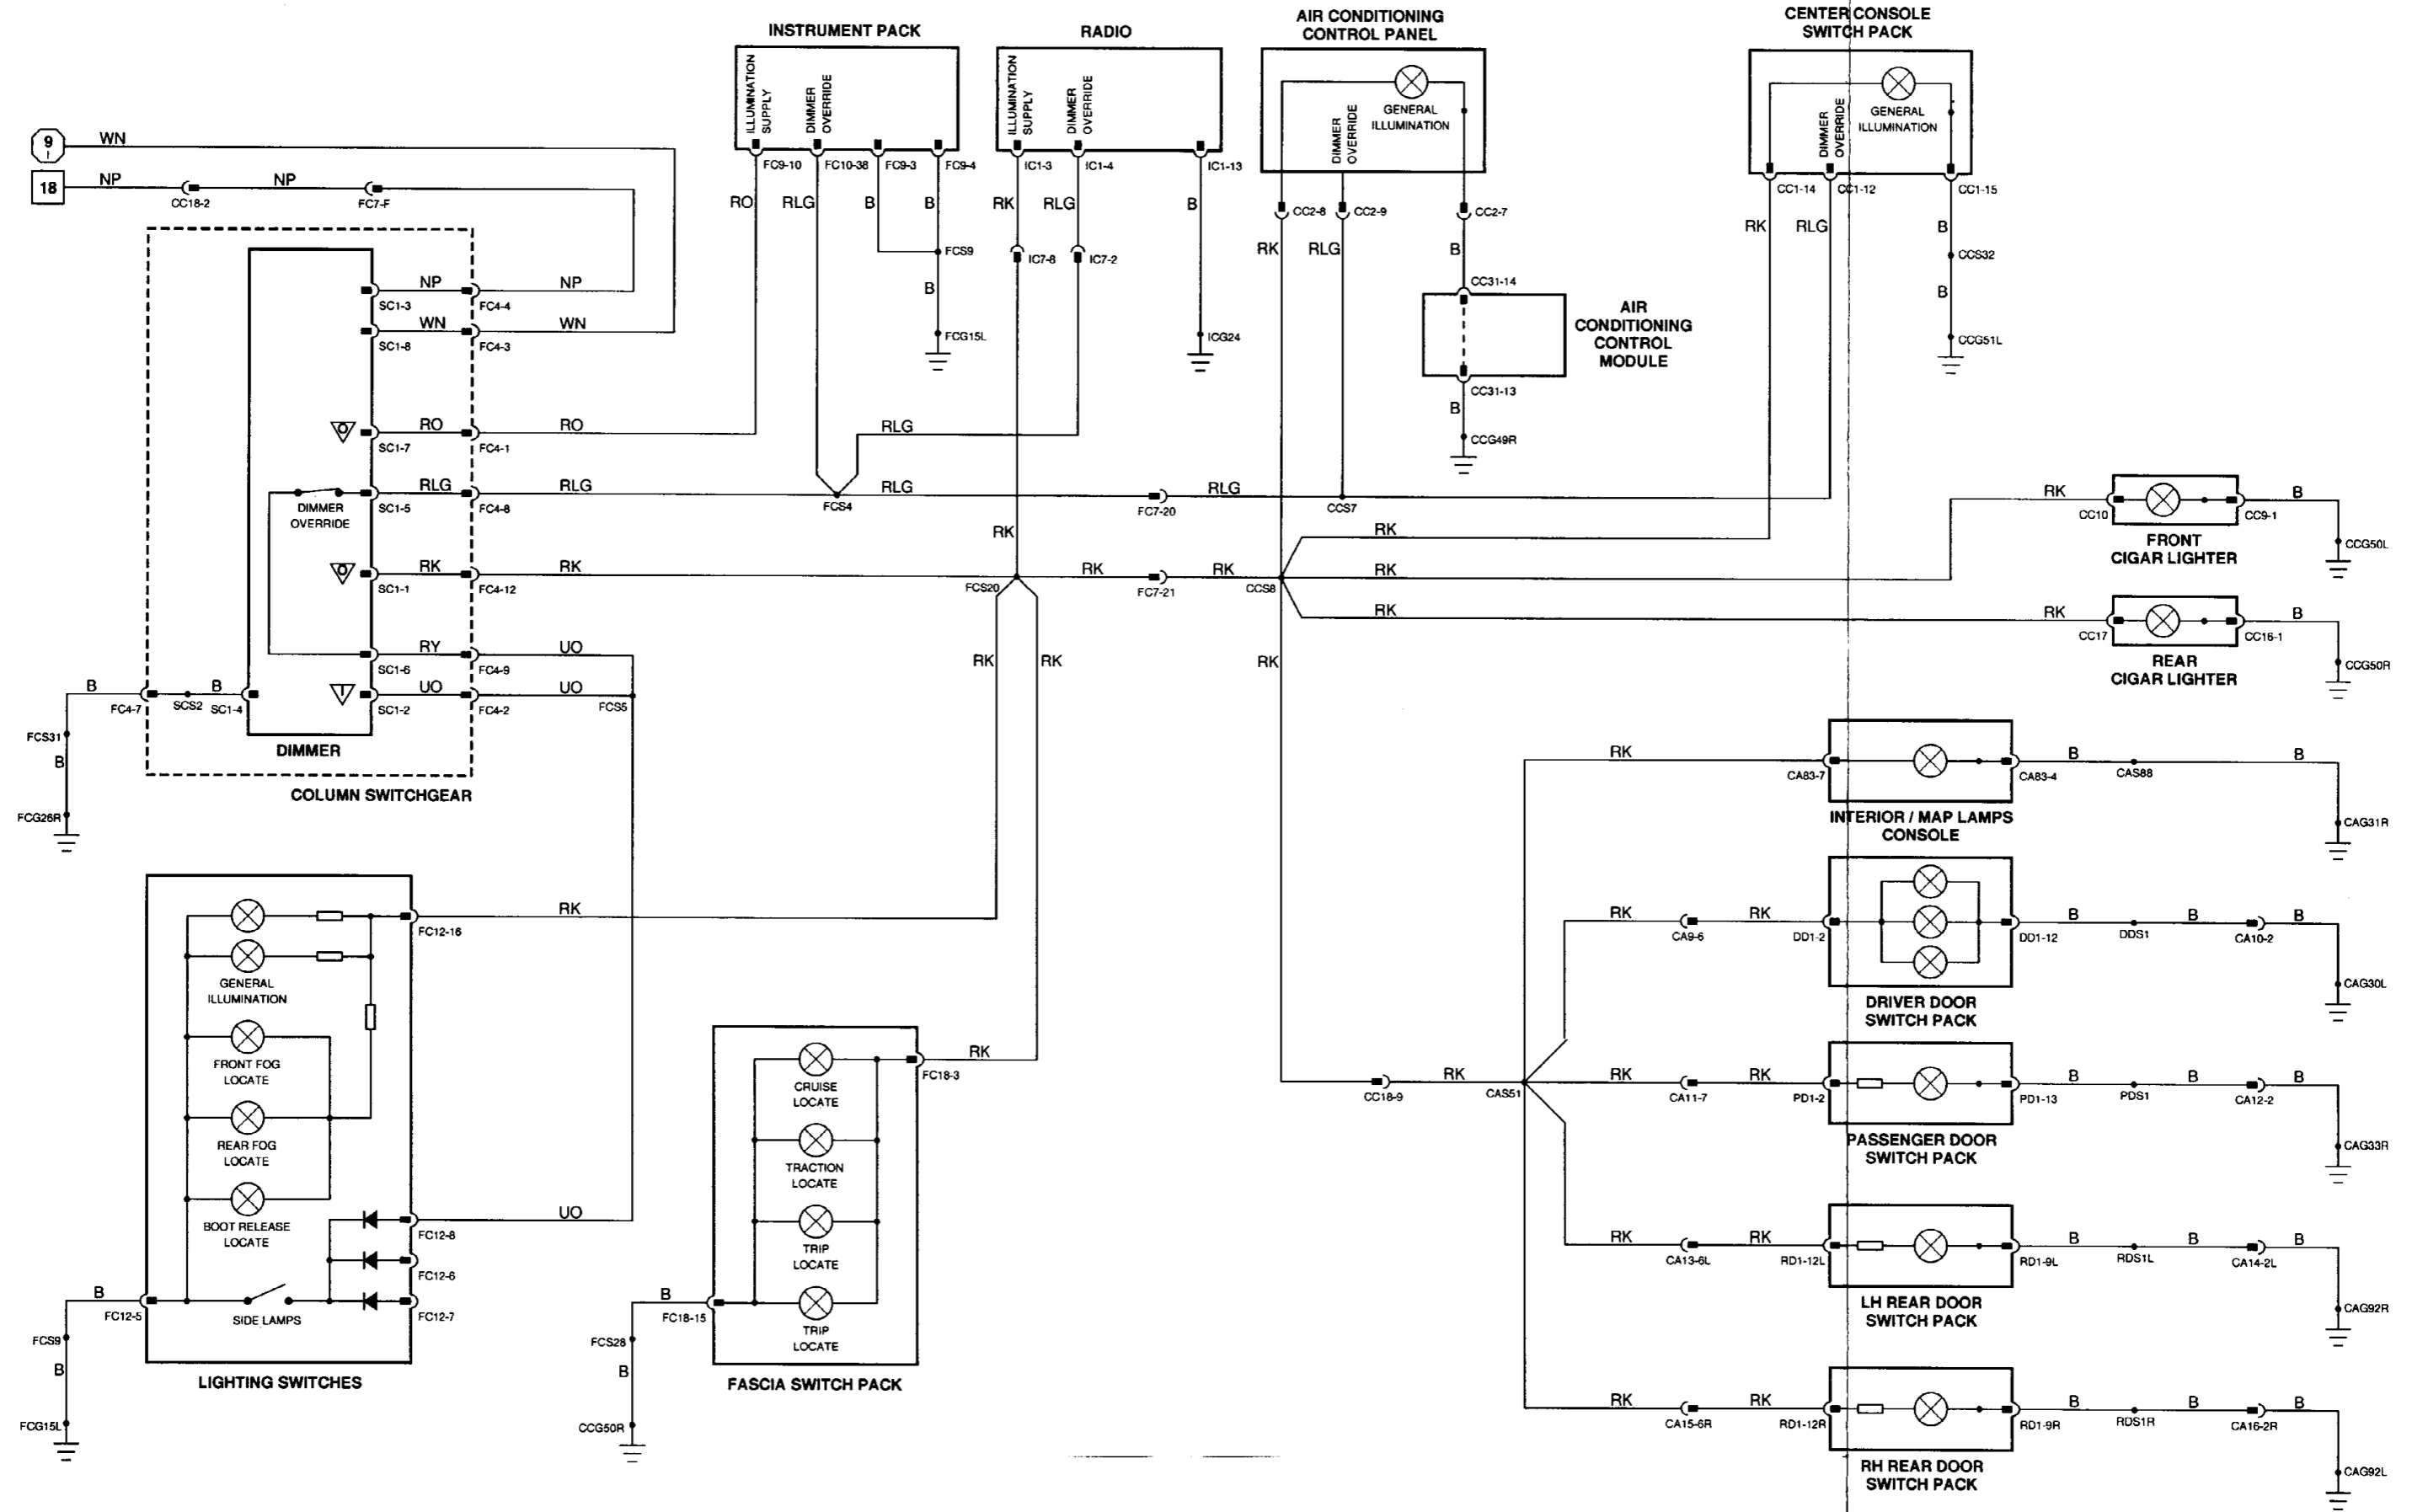 INSTRUMENT PACK
ILLUMINATION
SUPPLY
DIMMER
OVERRIDE
FC9-10
FC10-38
FC9-3
FC9-4
RO
RLG
B
B
FCS9
B
FCG15L
RADIO
ILLUMINATION
SUPPLY
DIMMER
OVERRIDE
IC1-3
IC1-4
IC1-13
RK
RLG
B
IC7-8
IC7-2
ICG24
AIR CONDITIONING
CONTROL PANEL
DIMMER
OVERRIDE
GENERAL
ILLUMINATION
CC2-8
CC2-9
CC2-7
RK
RLG
B
CC31-14
AIR
CONDITIONING
CONTROL
MODULE
CC31-13
B
CCG49R
CENTER CONSOLE
SWITCH PACK
DIMMER
OVERRIDE
GENERAL
ILLUMINATION
CC1-14
CC1-12
CC1-15
RK
RLG
B
CCS32
B
CCG51L
9
I
WN
18
NP
CC18-2
NP
FC7-F
SC1-3
NP
FC4-4
NP
SC1-8
WN
FC4-3
WN
SC1-7
O
RO
FC4-1
RO
RLG
DIMMER
OVERRIDE
SC1-5
RLG
FC4-8
RLG
FCS4
RLG
FC7-20
RLG
CCS7
O
SC1-1
RK
FC4-12
RK
RK
FCS20
RK
FC7-21
RK
CCS8
RK
RK
RK
SC1-6
RY
FC4-9
UO
I
SC1-2
UO
FC4-2
UO
FCS5
B
FC4-7
SCS2
B
SC1-4
FCS31
B
FCG26R
DIMMER
COLUMN SWITCHGEAR
RK
RK
RK
RK
CC10
CC9-1
B
CCG50L
FRONT
CIGAR LIGHTER
RK
CC17
CC16-1
B
CCG50R
REAR
CIGAR LIGHTER
RK
CA83-7
CA83-4
B
CAS88
B
CAG31R
INTERIOR / MAP LAMPS
CONSOLE
RK
CA9-6
RK
DD1-2
DD1-12
B
DDS1
B
CA10-2
B
CAG30L
DRIVER DOOR
SWITCH PACK
CC18-9
RK
CAS51
RK
CA11-7
RK
PD1-2
PD1-13
B
PDS1
B
CA12-2
B
CAG33R
PASSENGER DOOR
SWITCH PACK
RK
CA13-6L
RK
RD1-12L
RD1-9L
B
RDS1L
B
CA14-2L
B
CAG92R
LH REAR DOOR
SWITCH PACK
RK
CA15-6R
RK
RD1-12R
RD1-9R
B
RDS1R
B
CA16-2R
B
CAG92L
RH REAR DOOR
SWITCH PACK
RK
FC12-16
GENERAL
ILLUMINATION
FRONT FOG
LOCATE
REAR FOG
LOCATE
BOOT RELEASE
LOCATE
UO
FC12-8
FC12-6
FC12-7
SIDE LAMPS
B
FC12-5
FCS9
B
FCG15L
LIGHTING SWITCHES
RK
FC18-3
CRUISE
LOCATE
TRACTION
LOCATE
TRIP
LOCATE
TRIP
LOCATE
B
FC18-15
FCS28
B
CCG50R
FASCIA SWITCH PACK